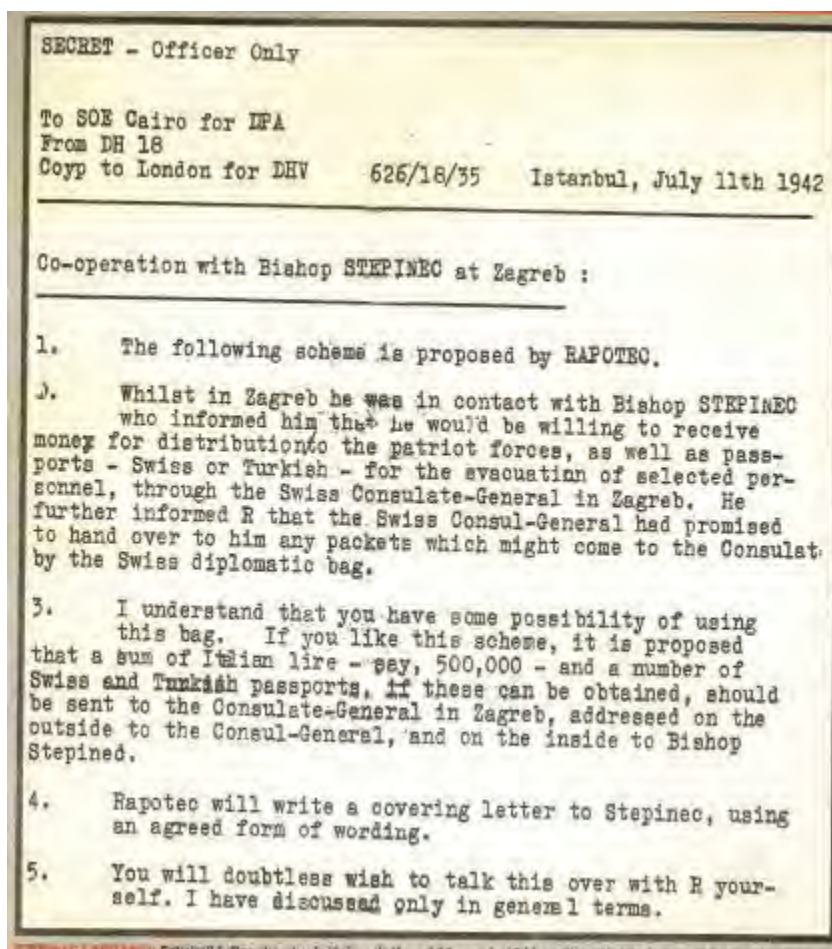 SECRET - Officer Only
To SOE Cairo for DPA
From DH 18
Coyp to London for DHV 626/18/35 Istanbul, July 11th 1942
Co-operation with Bishop STEPINEC at Zagreb :
1. The following scheme is proposed by RAPOTEC.
Whilst in Zagreb he was in contact with Bishop STEPINEC
who informed him that he would be willing to receive
money for distributionto the patriot forces, as well as pass-
ports - Swiss or Turkish - for the evacuation of selected per-
sonnel, through the Swiss Consulate-General in Zagreb. He
further informed R that the Swiss Consul-General had promised
to hand over to him any packets which might come to the Consulat
by the Swiss diplomatic bag.
3. I understand that you have some possibility of using
this bag. If you like this scheme, it is proposed
that a sum of Italian lire - say, 500,000 - and a number of
Swiss and Turkish passports, if these can be obtained, should
be sent to the Consulate-General in Zagreb, addressed on the
outside to the Consul-General, and on the inside to Bishop
Stepined.
4. Rapotec will write a covering letter to Stepinec, using
an agreed form of wording.
5. You will doubtless wish to talk this over with R your-
self. I have discussed only in general terms.